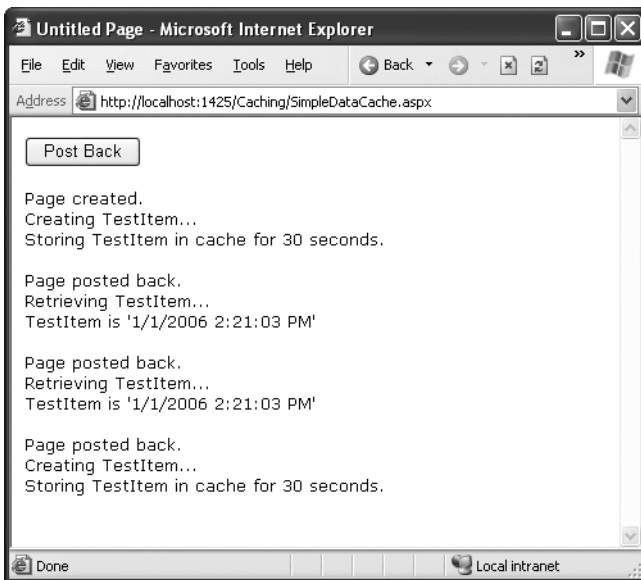 Untitled Page - Microsoft Internet Explorer
File Edit View Favorites Tools Help Back »
Address http://localhost:1425/Caching/SimpleDataCache.aspx
Post Back
Page created.
Creating TestItem...
Storing TestItem in cache for 30 seconds.
Page posted back.
Retrieving TestItem...
TestItem is '1/1/2006 2:21:03 PM'
Page posted back.
Retrieving TestItem...
TestItem is '1/1/2006 2:21:03 PM'
Page posted back.
Creating TestItem...
Storing TestItem in cache for 30 seconds.
Done Local intranet